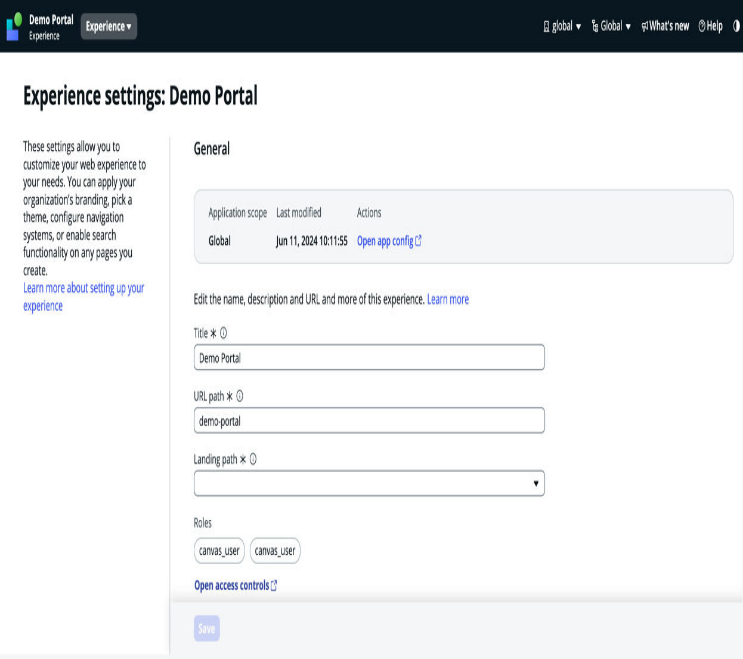 Demo Portal
Experience
Experience ▾
global ▾
Global ▾
What's new
Help
Experience settings: Demo Portal
These settings allow you to
customize your web experience to
your needs. You can apply your
organization's branding, pick a
theme, configure navigation
systems, or enable search
functionality on any pages you
create.
Learn more about setting up your
experience
General
Application scope Last modified Actions
Global Jun 11, 2024 10:11:55 Open app config
Edit the name, description and URL and more of this experience. Learn more
Title *
Demo Portal
URL path *
demo-portal
Landing path *
Roles
canvas_user canvas_user
Open access controls
Save